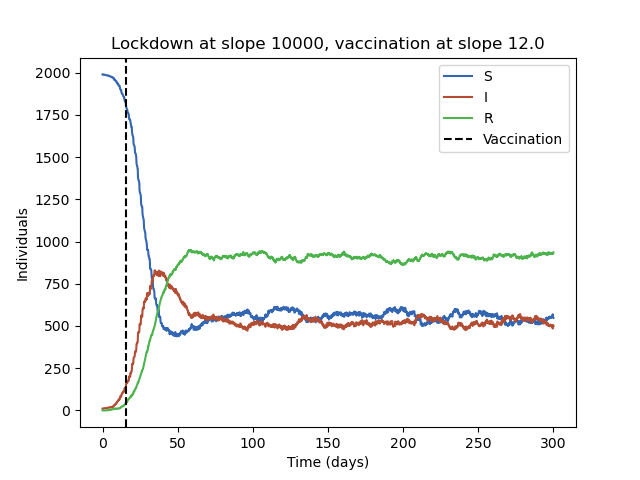 Lockdown at slope 10000, vaccination at slope 12.0
S
I
R
Vaccination
Individuals
2000
1750
1500
1250
1000
750
500
250
0
0 50 100 150 200 250 300
Time (days)